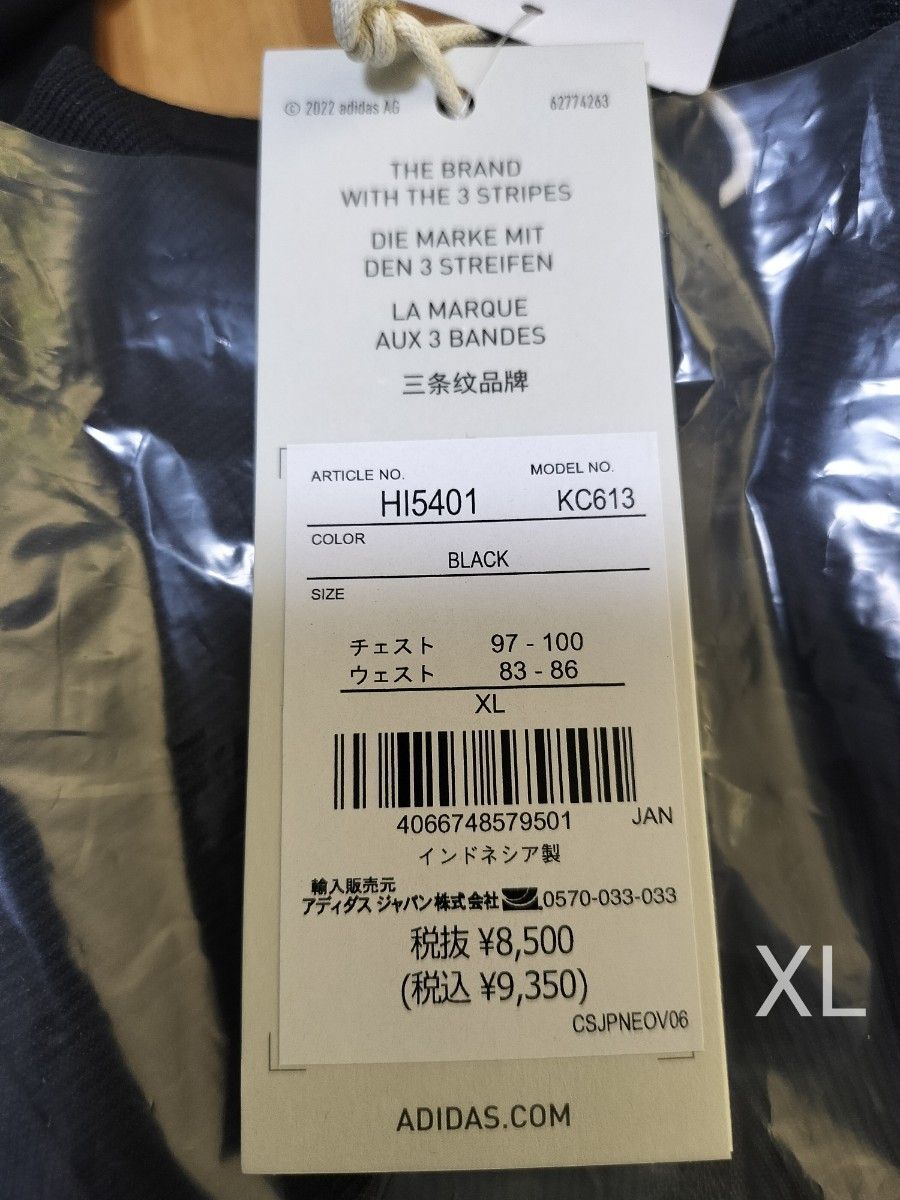 © 2022 adidas AG 62774263
THE BRAND
WITH THE 3 STRIPES
DIE MARKE MIT
DEN 3 STREIFEN
LA MARQUE
AUX 3 BANDES
三条纹品牌
ARTICLE NO. MODEL NO.
HI5401 KC613
COLOR
BLACK
SIZE
チェスト 97 - 100
ウェスト 83 - 86
XL
4066748579501 JAN
インドネシア製
輸入販売元
アディダス ジャパン株式会社 0570-033-033
税抜 ¥8,500
(税込 ¥9,350)
CSJPNEOV06
ADIDAS.COM
XL